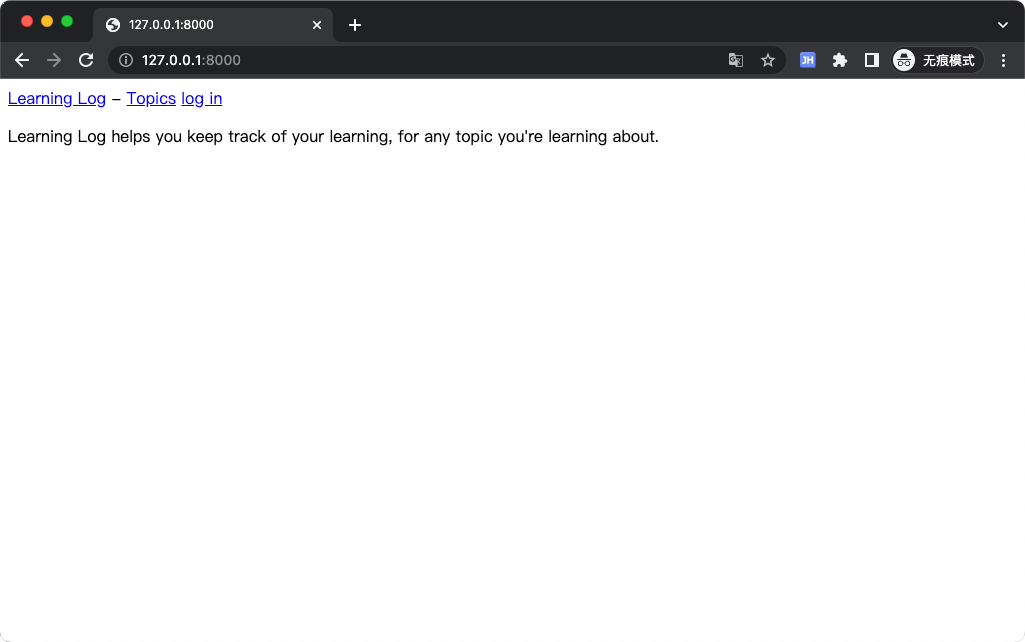 127.0.0.1:8000
127.0.0.1:8000
JH
无痕模式
Learning Log - Topics log in
Learning Log helps you keep track of your learning, for any topic you're learning about.